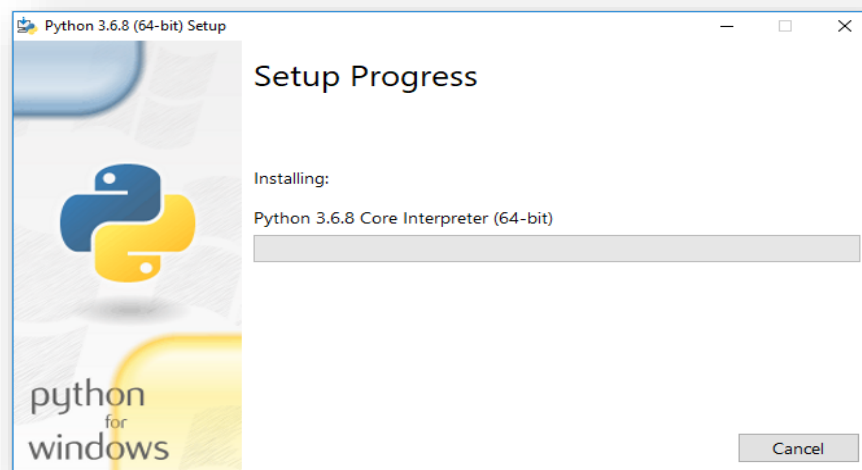 Python 3.6.8 (64-bit) Setup
Setup Progress
Installing:
Python 3.6.8 Core Interpreter (64-bit)
python
for
windows
Cancel